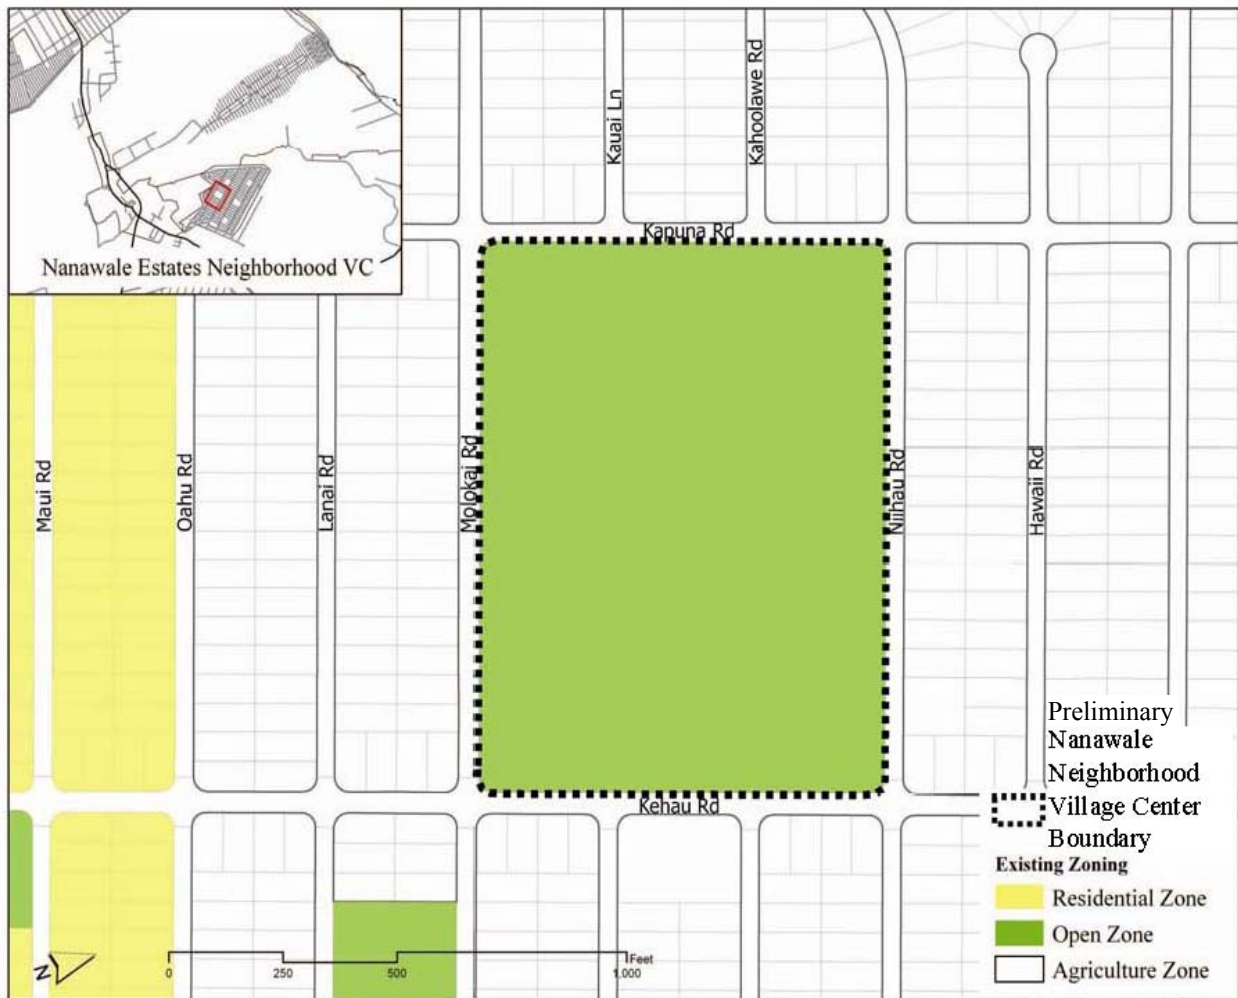 Nanawale Estates Neighborhood VC
Kauai Ln
Kahoolawe Rd
Kapuna Rd
Maui Rd
Oahu Rd
Lanai Rd
Molokai Rd
Niihau Rd
Hawaii Rd
Kehau Rd
Preliminary
Nanawale
Neighborhood
Village Center
Boundary
Existing Zoning
Residential Zone
Open Zone
Agriculture Zone
N
Feet
0 250 500 1,000